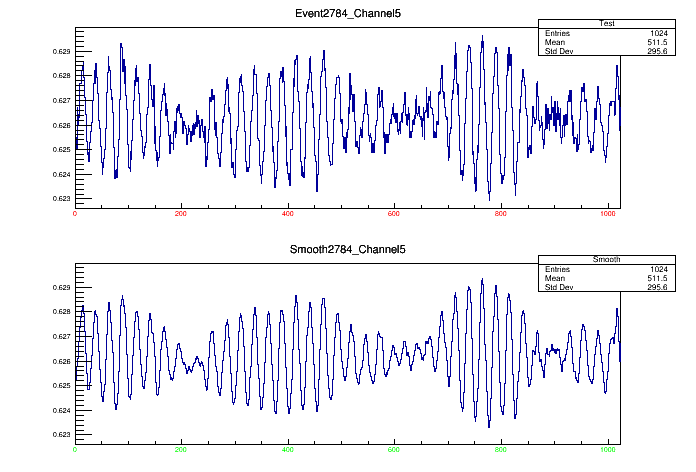 Event2784_Channel5
Test
Entries 1024
Mean 511.5
Std Dev 295.6
0.629
0.628
0.627
0.626
0.625
0.624
0.623
0 200 400 600 800 1000
Smooth2784_Channel5
Smooth
Entries 1024
Mean 511.5
Std Dev 295.6
0.629
0.628
0.627
0.626
0.625
0.624
0.623
0 200 400 600 800 1000